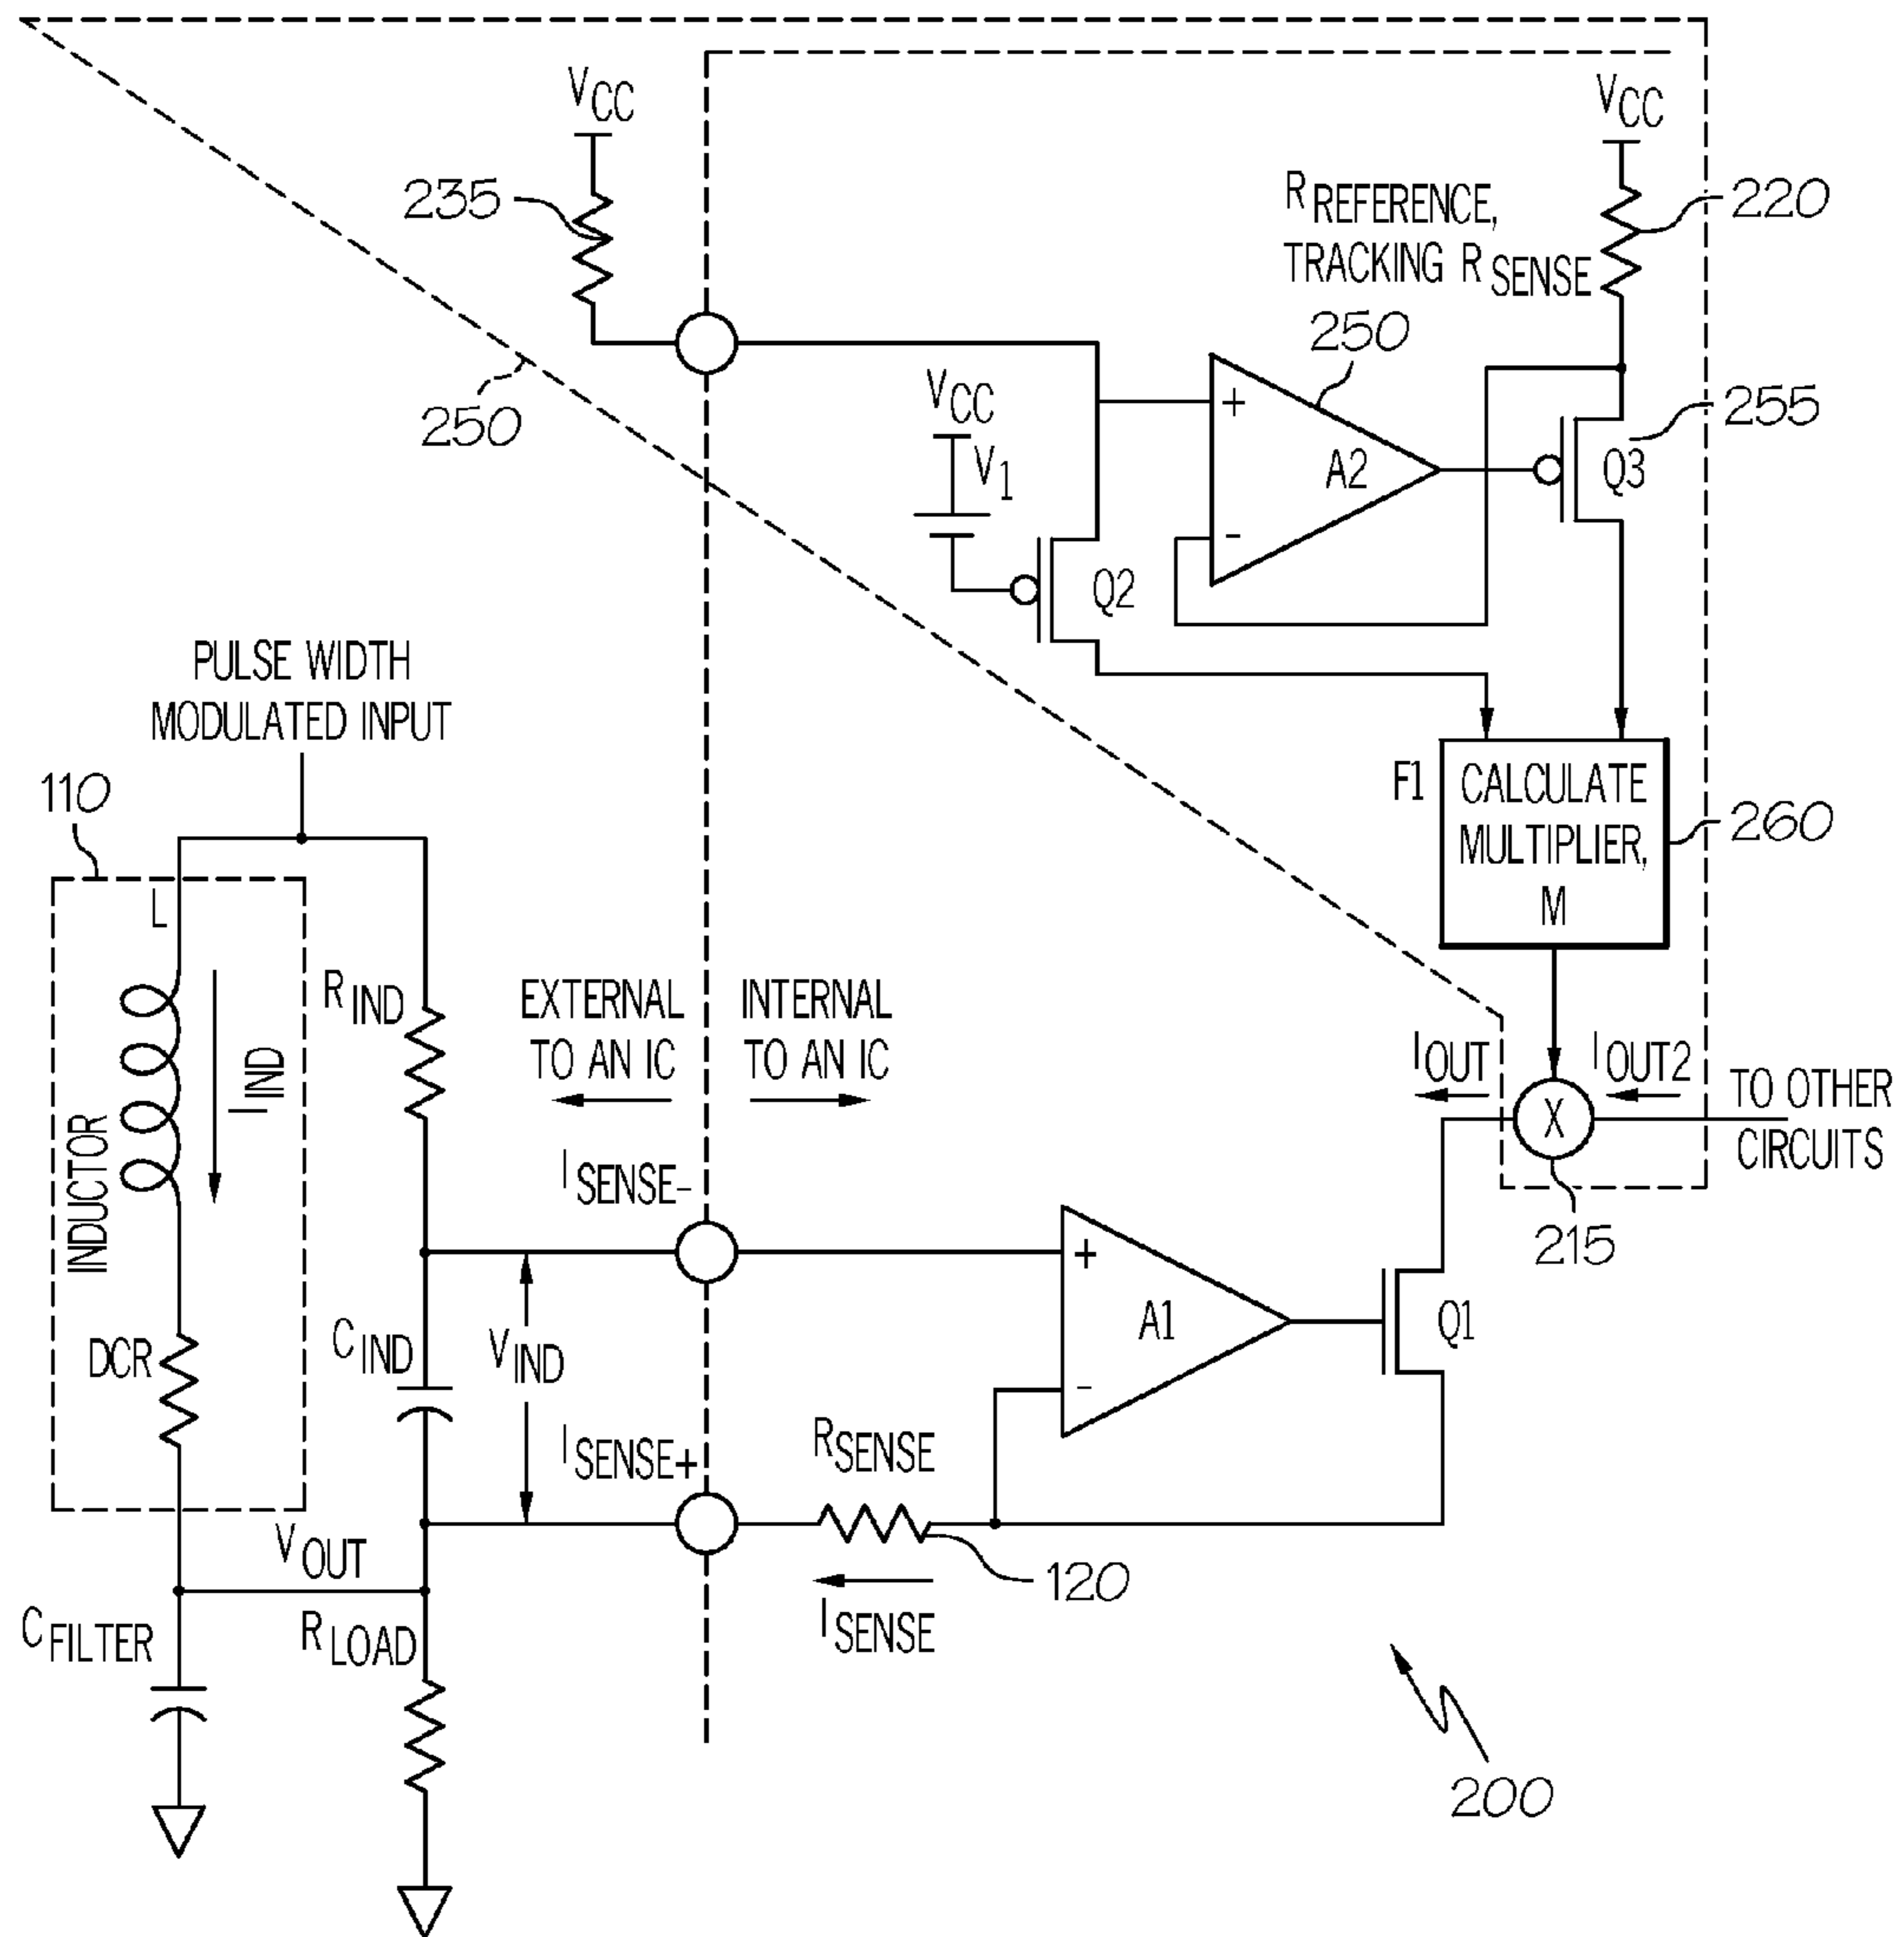 VCC
VCC
235
RREFERENCE,
TRACKING RSENSE
220
250
250
VCC
V1
+
-
A2
255
Q3
Q2
PULSE WIDTH
MODULATED INPUT
110
F1
CALCULATE
MULTIPLIER,
M
260
L
RIND
IIND
INDUCTOR
EXTERNAL
TO AN IC
INTERNAL
TO AN IC
IOUT
IOUT2
X
TO OTHER
CIRCUITS
215
ISENSE-
+
-
A1
Q1
DCR
CIND
VIND
ISENSE+
RSENSE
120
ISENSE
VOUT
CFILTER
RLOAD
200